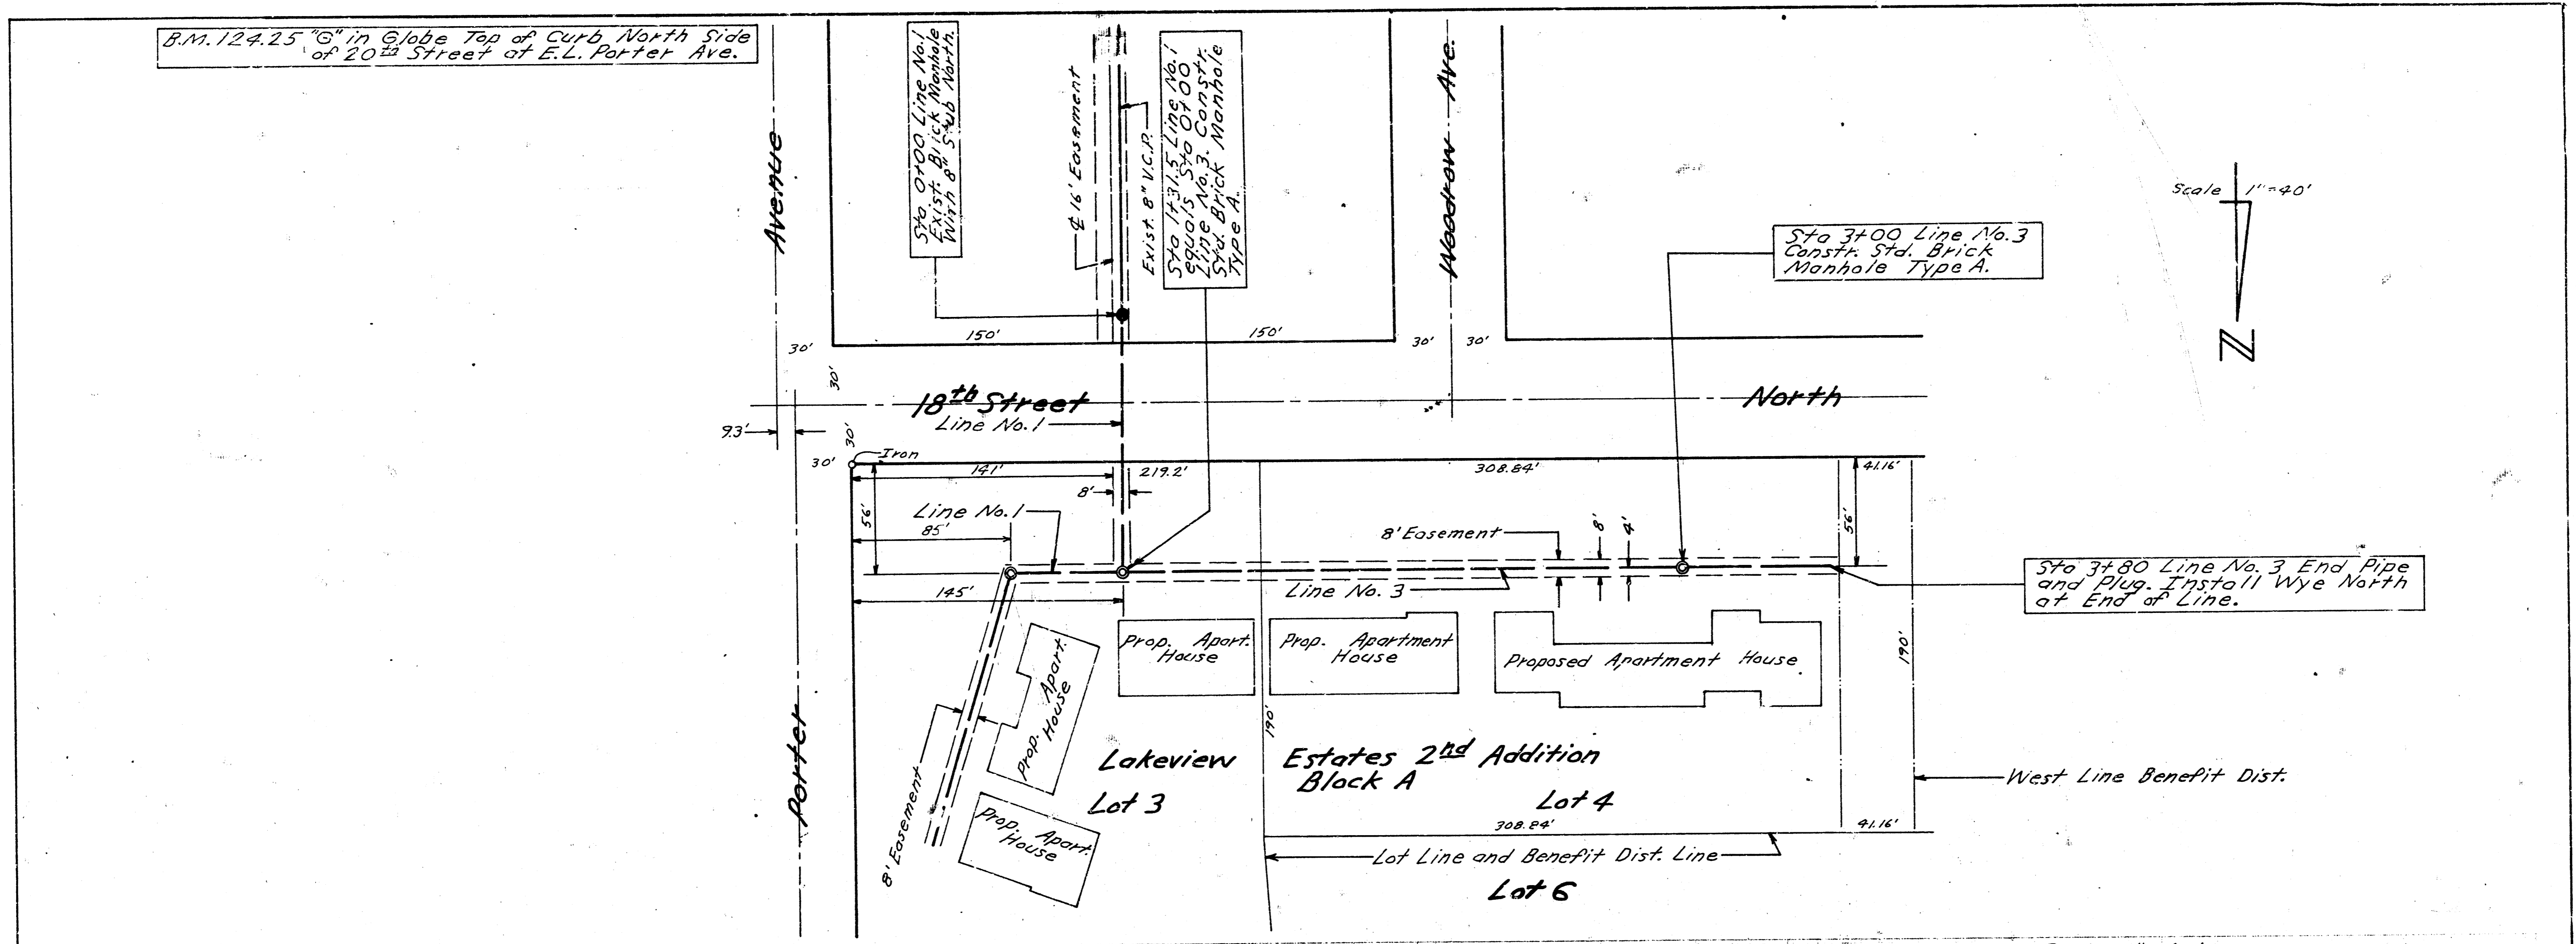 B.M. 124.25 "G" in Globe Top of Curb North Side
of 20th Street at E.L. Porter Ave.
Avenue
Sta 0+00 Line No.1
Exist. Brick Manhole
With 8" Stub North.
₵ 16' Easement
Exist. 8" V.C.P.
Sta 1+31.5 Line No.1
equals Sta 0+00
Line No.3. Constr.
Std. Brick Manhole
Type A.
Woodrow Ave.
Scale 1"=40'
N
Sta 3+00 Line No.3
Constr. Std. Brick
Manhole Type A.
150'
150'
30'
30'
30'
30'
18th Street
North
Line No.1
9.3'
30'
30'
Iron
141'
219.2'
308.84'
41.16'
8'
56'
Line No.1
85'
8' Easement
8'
4'
56'
145'
Line No. 3
Sta 3+80 Line No. 3 End Pipe
and Plug. Install Wye North
at End of Line.
Prop. Apart.
House
Prop. Apart.
House
Prop. Apartment
House
Proposed Apartment House
190'
190'
Porter
8' Easement
Lakeview Estates 2nd Addition
Block A
Lot 3
Lot 4
West Line Benefit Dist.
Prop. Apart.
House
308.84'
41.16'
Lot Line and Benefit Dist. Line
Lot 6